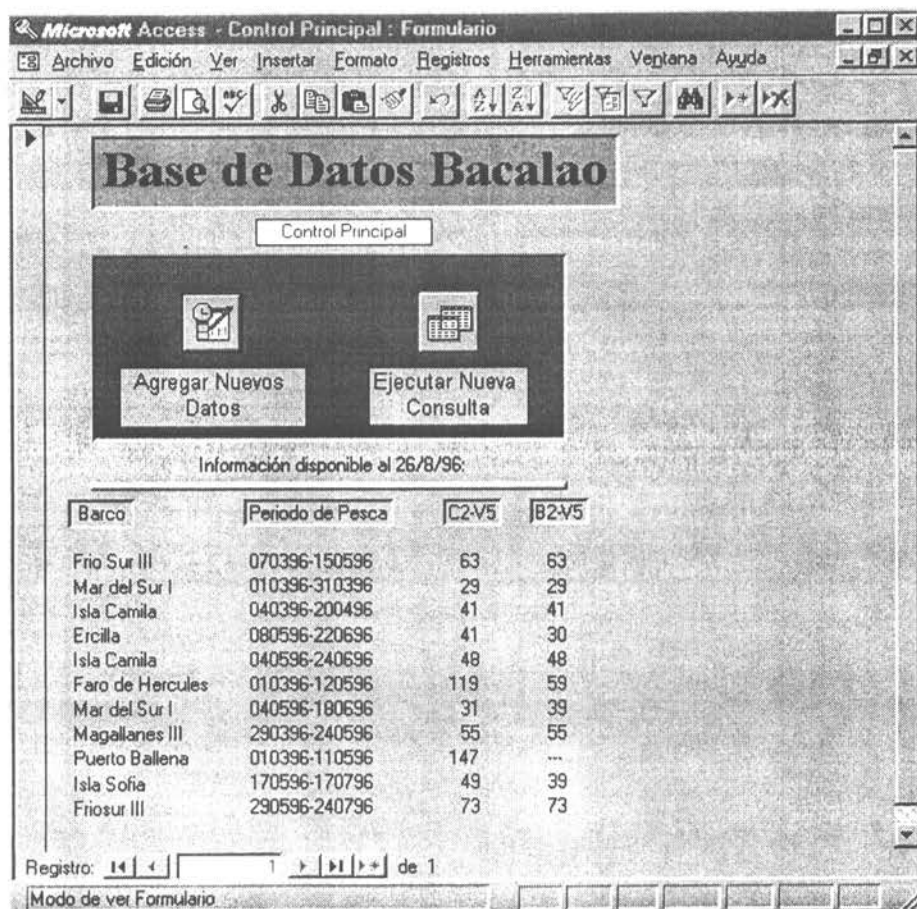 Microsoft Access - Control Principal : Formulario
Archivo Edición Ver Insertar Formato Registros Herramientas Ventana Ayuda
Base de Datos Bacalao
Control Principal
Agregar Nuevos Datos
Ejecutar Nueva Consulta
Información disponible al 26/8/96:
Barco Periodo de Pesca C2-V5 B2-V5
Frio Sur III 070396-150596 63 63
Mar del Sur I 010396-310396 29 29
Isla Camila 040396-200496 41 41
Ercilla 080596-220696 41 30
Isla Camila 040596-240696 48 48
Faro de Hercules 010396-120596 119 59
Mar del Sur I 040596-180696 31 39
Magallanes III 290396-240596 55 55
Puerto Ballena 010396-110596 147 ---
Isla Sofia 170596-170796 49 39
Friosur III 290596-240796 73 73
Registro: 1 de 1
Modo de ver Formulario